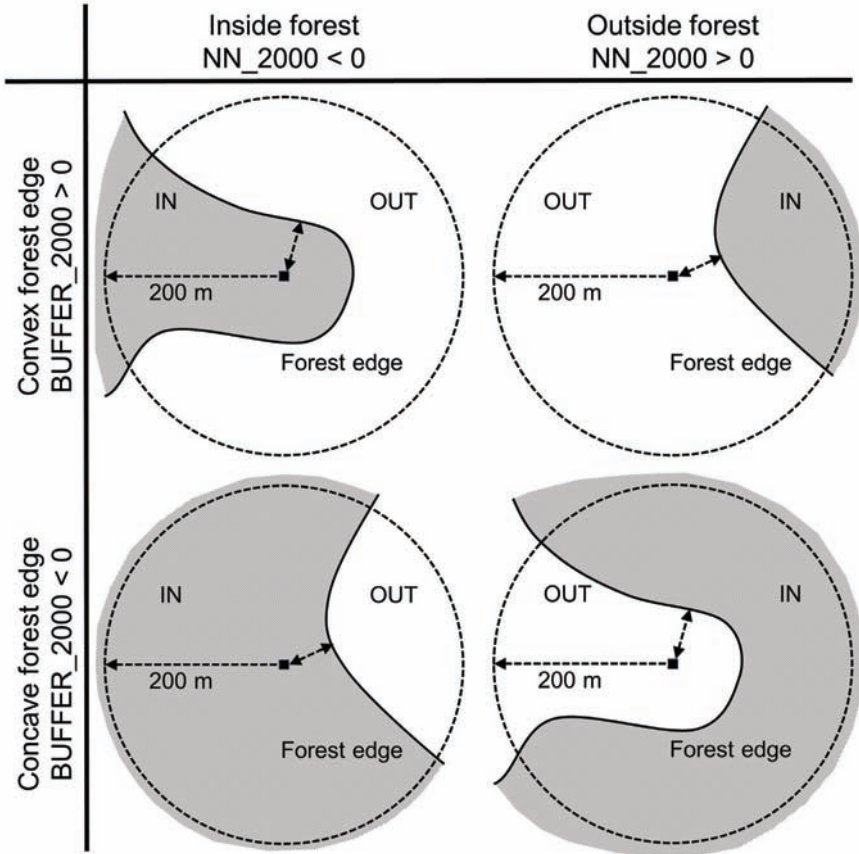 Inside forest
NN_2000 < 0
Outside forest
NN_2000 > 0
Convex forest edge
BUFFER_2000 > 0
IN
OUT
200 m
Forest edge
OUT
IN
200 m
Forest edge
Concave forest edge
BUFFER_2000 < 0
IN
OUT
200 m
Forest edge
OUT
IN
200 m
Forest edge